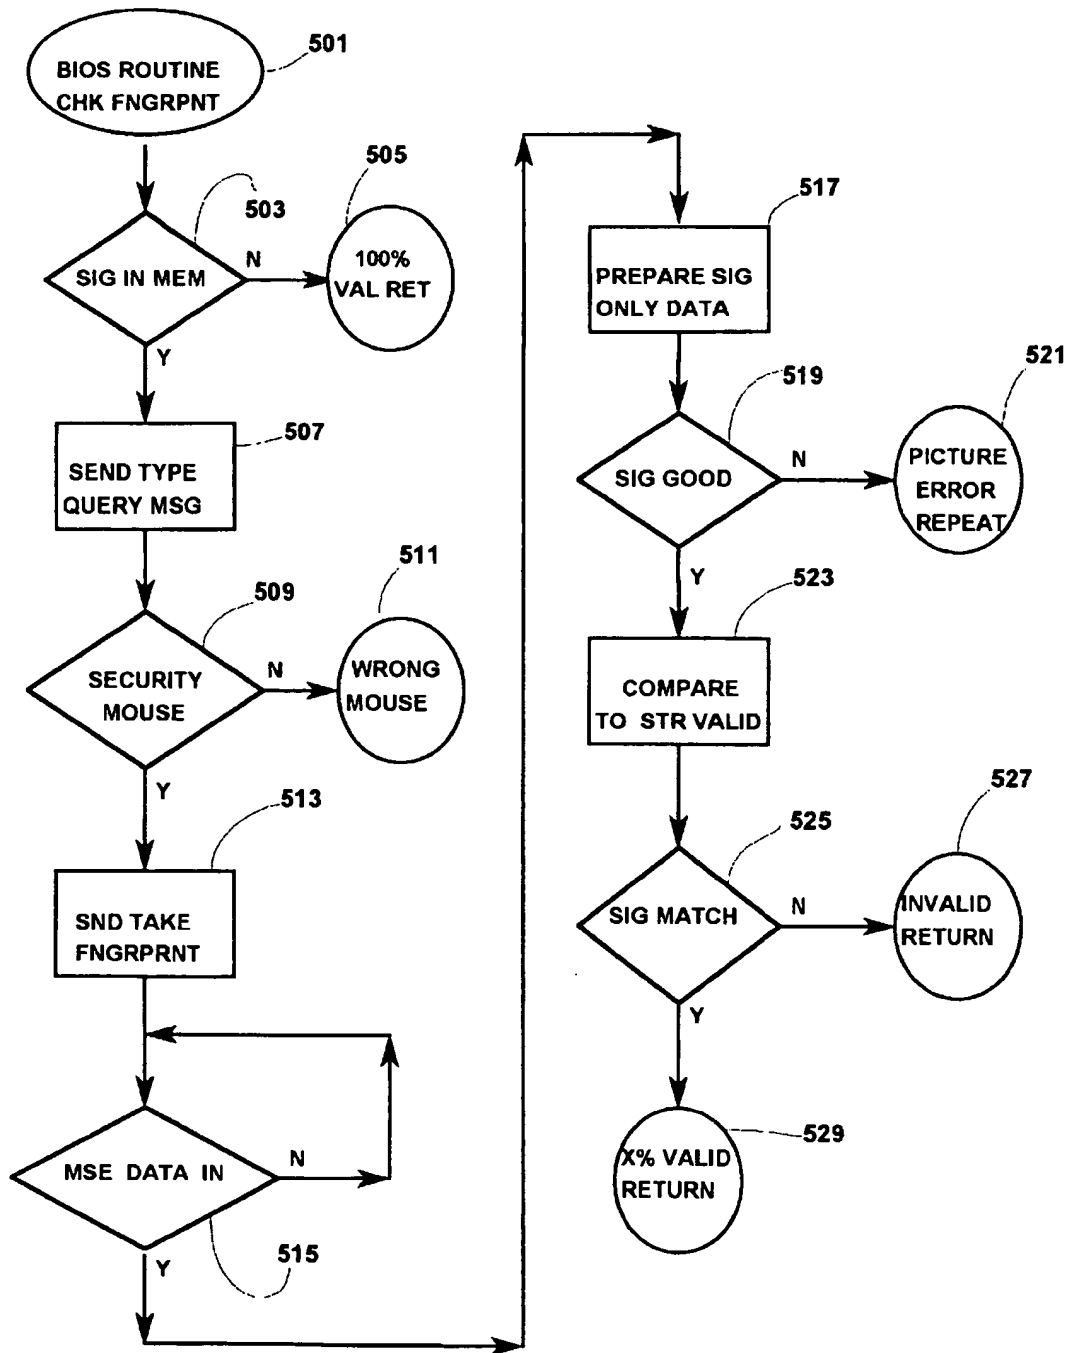 501
BIOS ROUTINE
CHK FNGRPNT
503
505
SIG IN MEM
N
100%
VAL RET
Y
507
SEND TYPE
QUERY MSG
509
511
SECURITY
MOUSE
N
WRONG
MOUSE
Y
513
SND TAKE
FNGRPRNT
MSE DATA IN
N
515
Y
517
PREPARE SIG
ONLY DATA
519
521
SIG GOOD
N
PICTURE
ERROR
REPEAT
Y
523
COMPARE
TO STR VALID
525
527
SIG MATCH
N
INVALID
RETURN
Y
529
X% VALID
RETURN